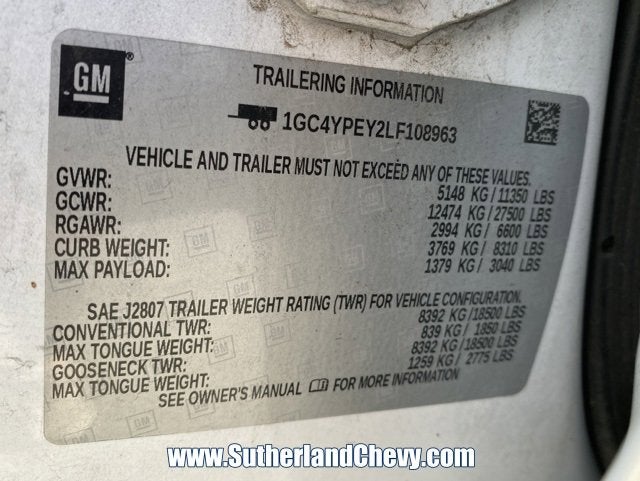 GM
TRAILERING INFORMATION
1GC4YPEY2LF108963
VEHICLE AND TRAILER MUST NOT EXCEED ANY OF THESE VALUES.
GVWR: 5148 KG/11350 LBS
GCWR: 12474 KG/27500 LBS
RGAWR: 2994 KG/ 6600 LBS
CURB WEIGHT: 3769 KG/ 8310 LBS
MAX PAYLOAD: 1379 KG/ 3040 LBS
SAE J2807 TRAILER WEIGHT RATING (TWR) FOR VEHICLE CONFIGURATION.
CONVENTIONAL TWR: 8392 KG/18500 LBS
MAX TONGUE WEIGHT: 839 KG/ 1850 LBS
GOOSENECK TWR: 8392 KG/18500 LBS
MAX TONGUE WEIGHT: 1259 KG/ 2775 LBS
SEE OWNER'S MANUAL FOR MORE INFORMATION
www.SutherlandChevy.com